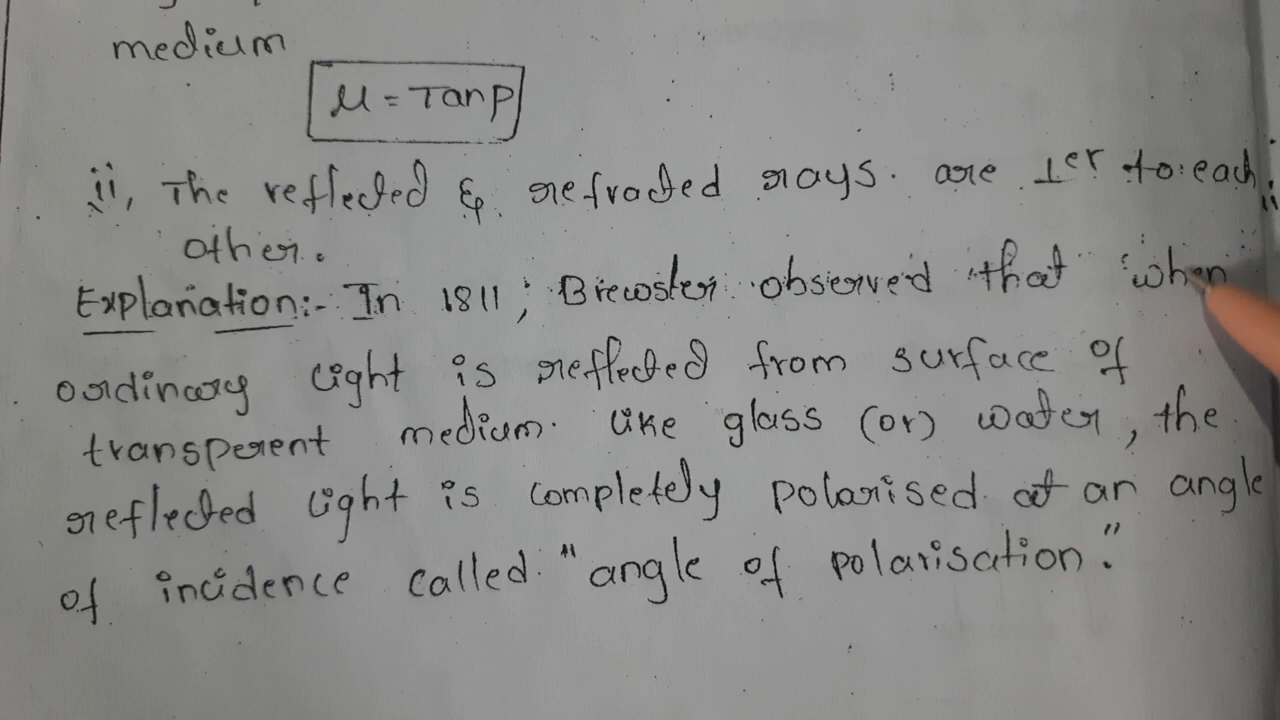 medium
μ = Tan p
ii, The reflected & refracted rays. are ⊥er to each
other.
Explanation:- In 1811, Brewster observed that when
ordinary light is reflected from surface of
transperent medium. like glass (or) water, the
reflected light is completely polarised at an angle
of incidence called. "angle of polarisation."